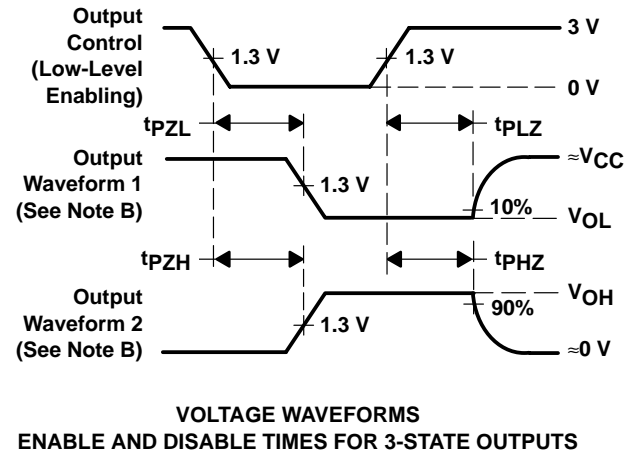 Output
Control
(Low-Level
Enabling)
1.3 V
1.3 V
3 V
0 V
tPZL
tPLZ
Output
Waveform 1
(See Note B)
1.3 V
10%
≈VCC
VOL
tPZH
tPHZ
Output
Waveform 2
(See Note B)
1.3 V
90%
VOH
≈0 V
VOLTAGE WAVEFORMS
ENABLE AND DISABLE TIMES FOR 3-STATE OUTPUTS